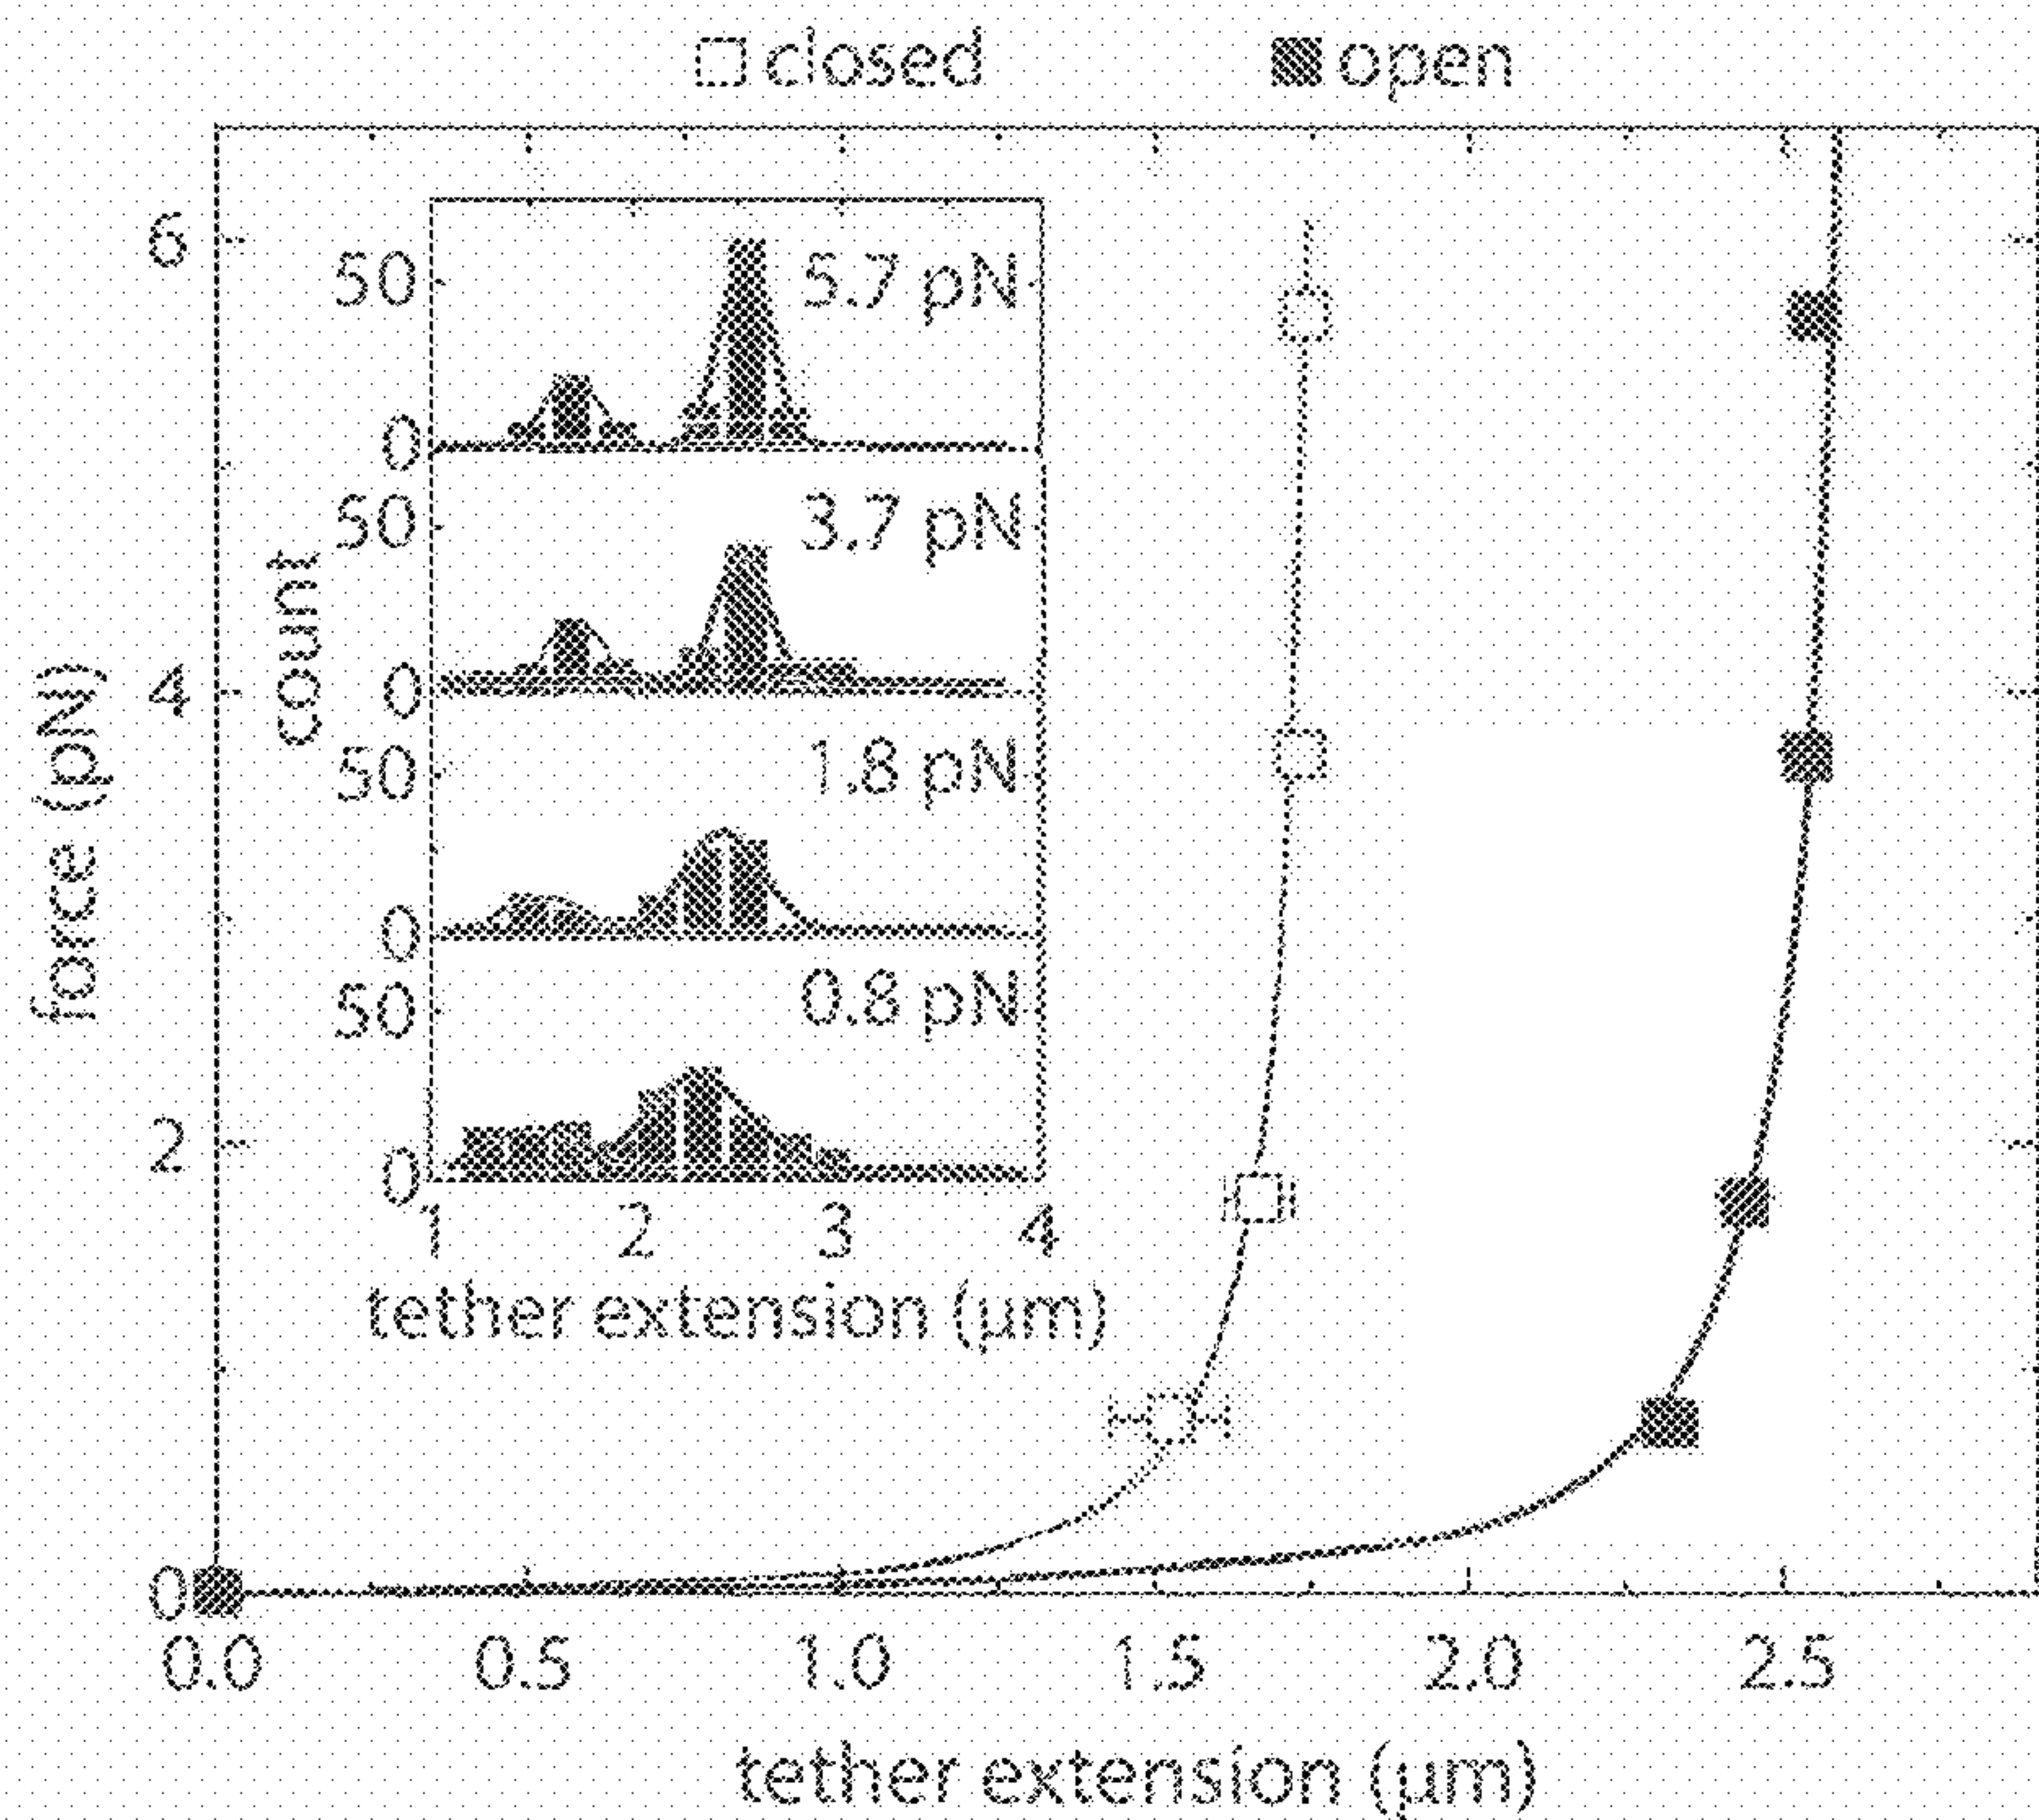 closed open
6
50 5.7 pN
0
50 3.7 pN
count
force (pN)
4 0
50 1.8 pN
0
50 0.8 pN
2
0
1 2 3 4
tether extension (μm)
0
0.0 0.5 1.0 1.5 2.0 2.5
tether extension (μm)